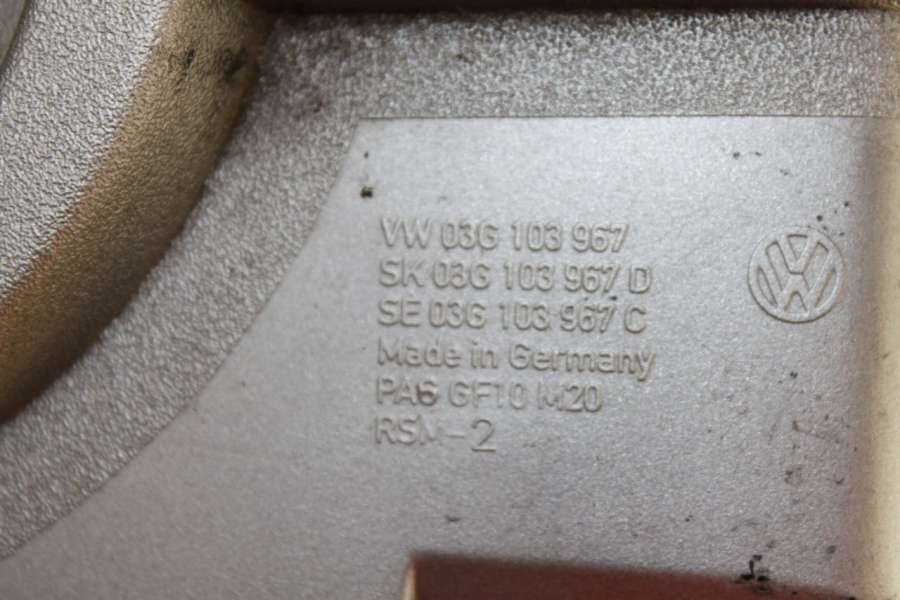 VW 03G 103 967
SK 03G 103 967 D
SE 03G 103 967 C
Made in Germany
PA6 GF10 M20
RSM-2